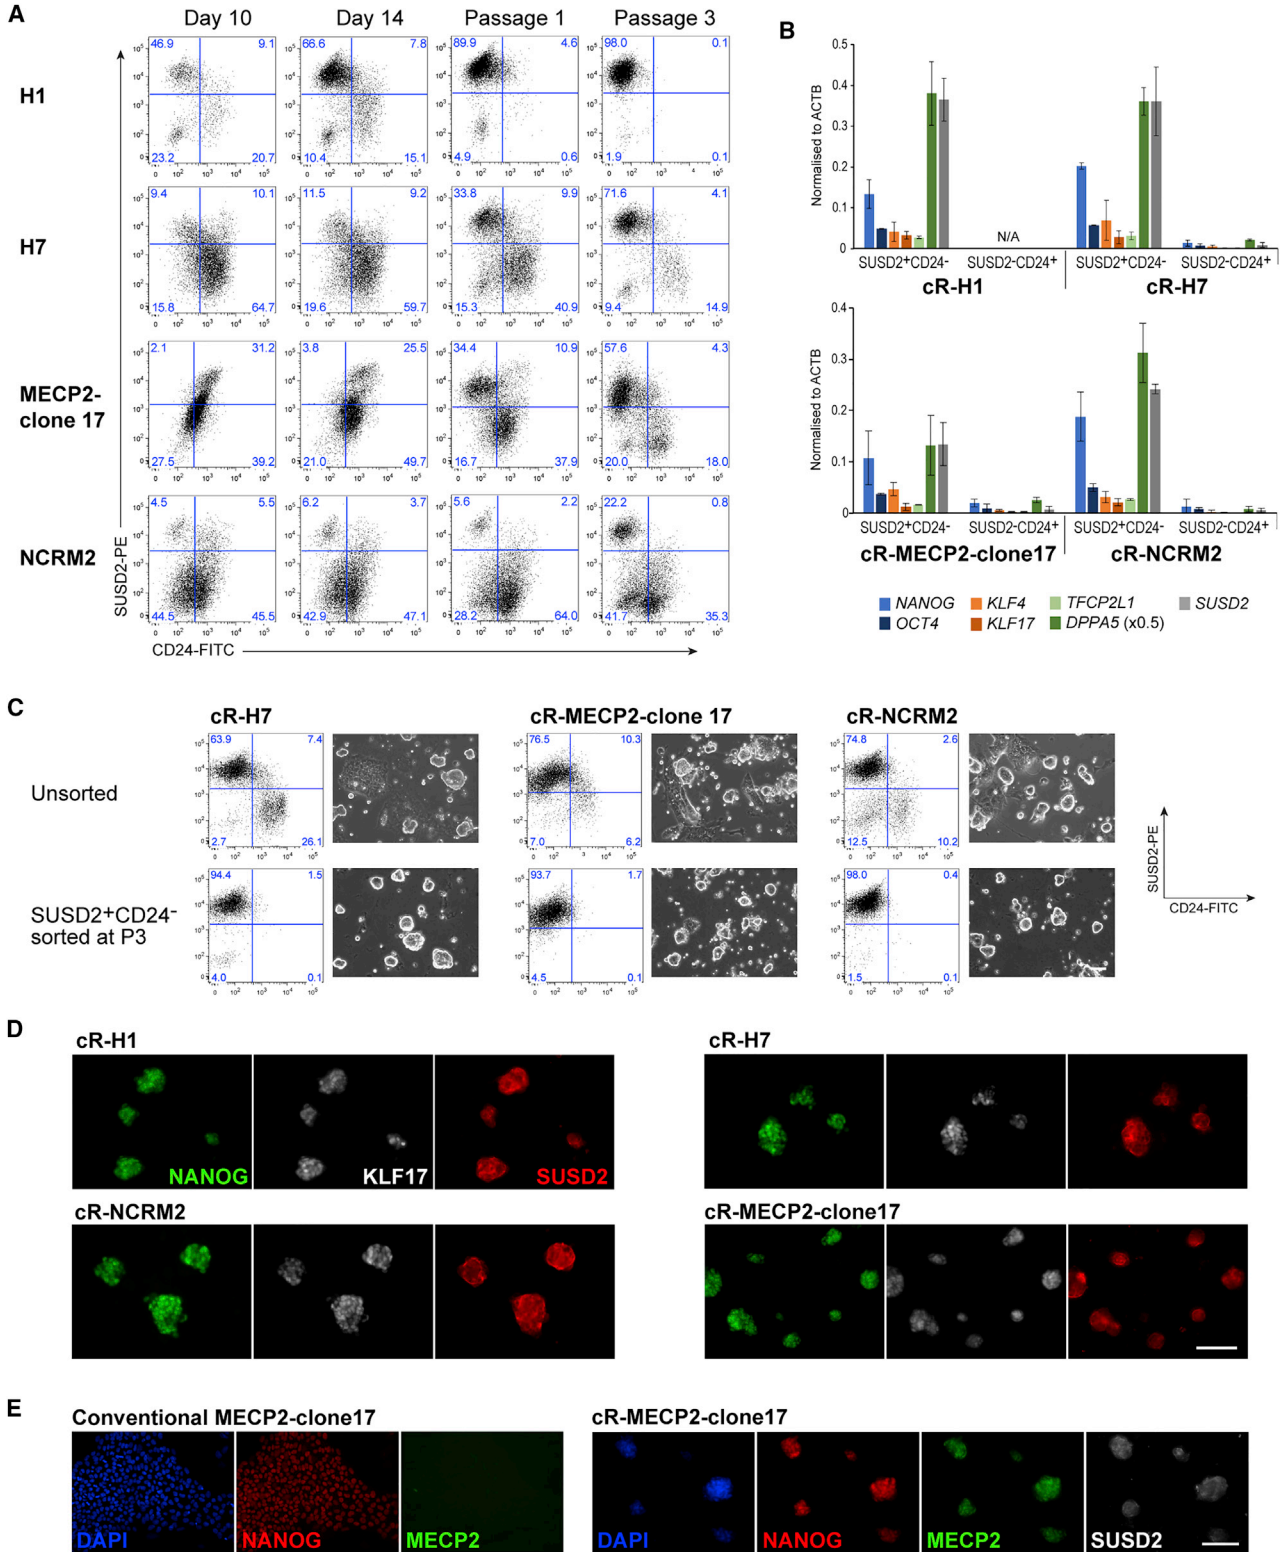 A
Day 10
Day 14
Passage 1
Passage 3
H1
46.9 9.1
23.2 20.7
66.6 7.8
10.4 15.1
89.9 4.6
4.9 0.6
98.0 0.1
1.9 0.1
H7
9.4 10.1
15.8 64.7
11.5 9.2
19.6 59.7
33.8 9.9
15.3 40.9
71.6 4.1
9.4 14.9
MECP2-
clone 17
2.1 31.2
27.5 39.2
3.8 25.5
21.0 49.7
34.4 10.9
16.7 37.9
57.6 4.3
20.0 18.0
NCRM2
4.5 5.5
44.5 45.5
6.2 3.7
42.9 47.1
5.6 2.2
28.2 64.0
22.2 0.8
41.7 35.3
SUSD2-PE
CD24-FITC
B
Normalised to ACTB
0.5
0.4
0.3
0.2
0.1
0
N/A
SUSD2+CD24- SUSD2-CD24+ SUSD2+CD24- SUSD2-CD24+
cR-H1 cR-H7
Normalised to ACTB
0.4
0.3
0.2
0.1
0
SUSD2+CD24- SUSD2-CD24+ SUSD2+CD24- SUSD2-CD24+
cR-MECP2-clone17 cR-NCRM2
NANOG KLF4 TFCP2L1 SUSD2
OCT4 KLF17 DPPA5 (x0.5)
C
cR-H7
cR-MECP2-clone 17
cR-NCRM2
Unsorted
63.9 7.4
2.7 26.1
76.5 10.3
7.0 6.2
74.8 2.6
12.5 10.2
SUSD2+CD24-
sorted at P3
94.4 1.5
4.0 0.1
93.7 1.7
4.5 0.1
98.0 0.4
1.5 0.1
SUSD2-PE
CD24-FITC
D
cR-H1
NANOG KLF17 SUSD2
cR-H7
cR-NCRM2
cR-MECP2-clone17
E
Conventional MECP2-clone17
DAPI NANOG MECP2
cR-MECP2-clone17
DAPI NANOG MECP2 SUSD2